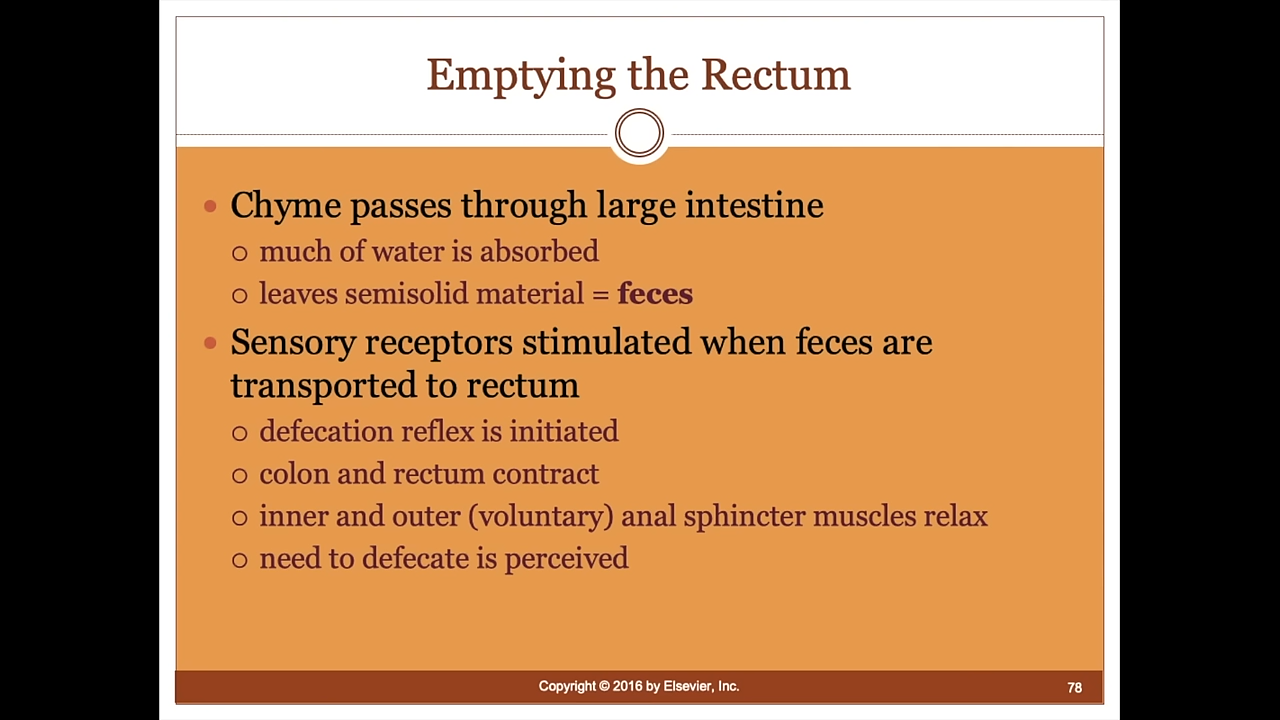 Emptying the Rectum
Chyme passes through large intestine
much of water is absorbed
leaves semisolid material = feces
Sensory receptors stimulated when feces are
transported to rectum
defecation reflex is initiated
colon and rectum contract
inner and outer (voluntary) anal sphincter muscles relax
need to defecate is perceived
Copyright © 2016 by Elsevier, Inc.
78